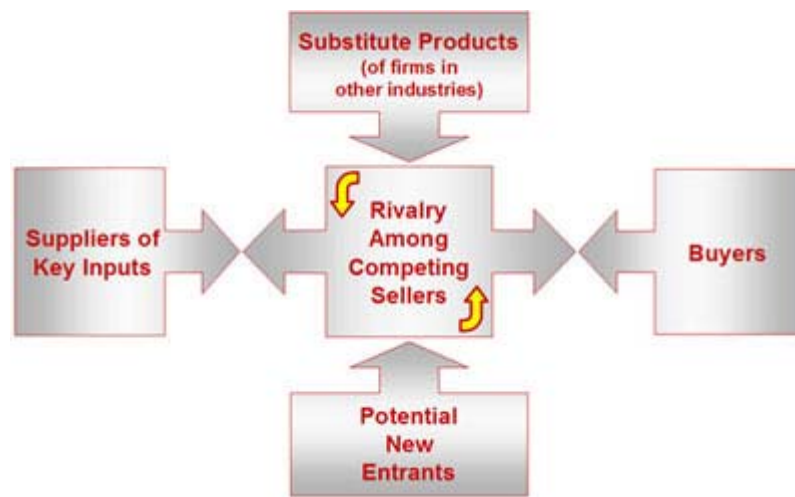 Substitute Products
(of firms in
other industries)
Suppliers of
Key Inputs
Rivalry
Among
Competing
Sellers
Buyers
Potential
New
Entrants